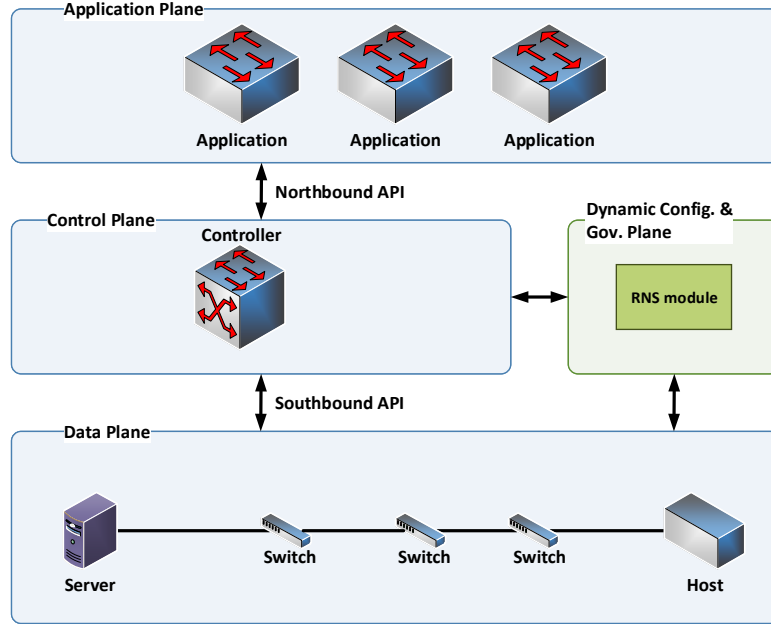 Application Plane
Application
Application
Application
Northbound API
Control Plane
Controller
Dynamic Config. &
Gov. Plane
RNS module
Southbound API
Data Plane
Server
Switch
Switch
Switch
Host